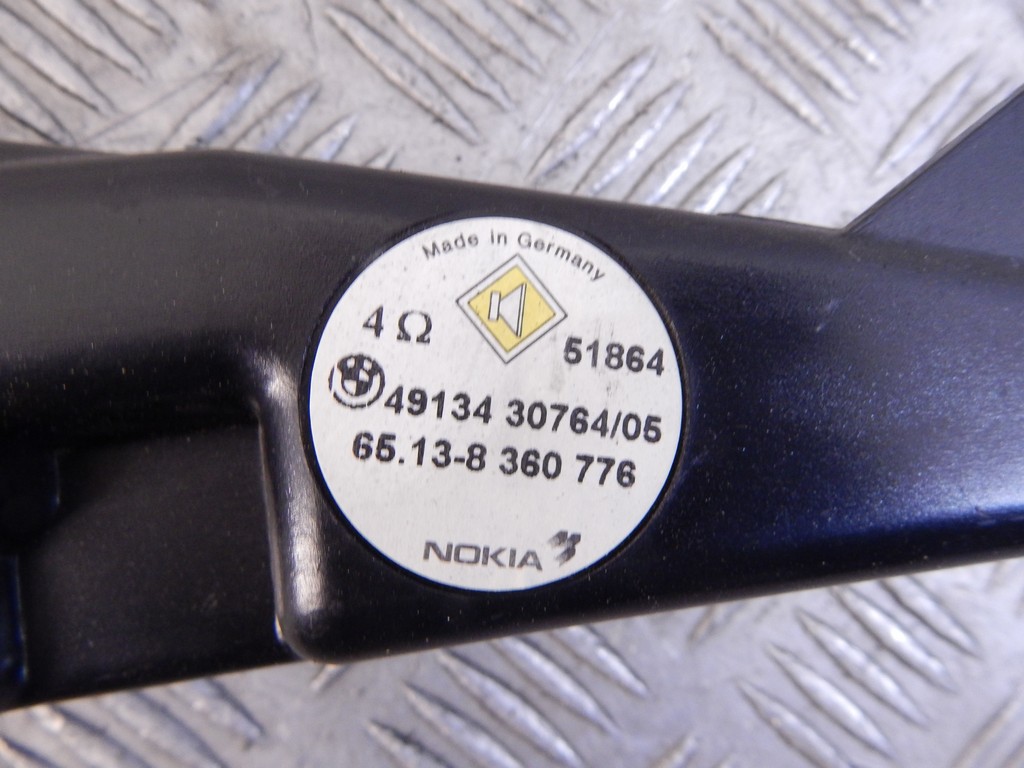 Made in Germany
4 Ω
51864
49134 30764/05
65.13-8 360 776
NOKIA